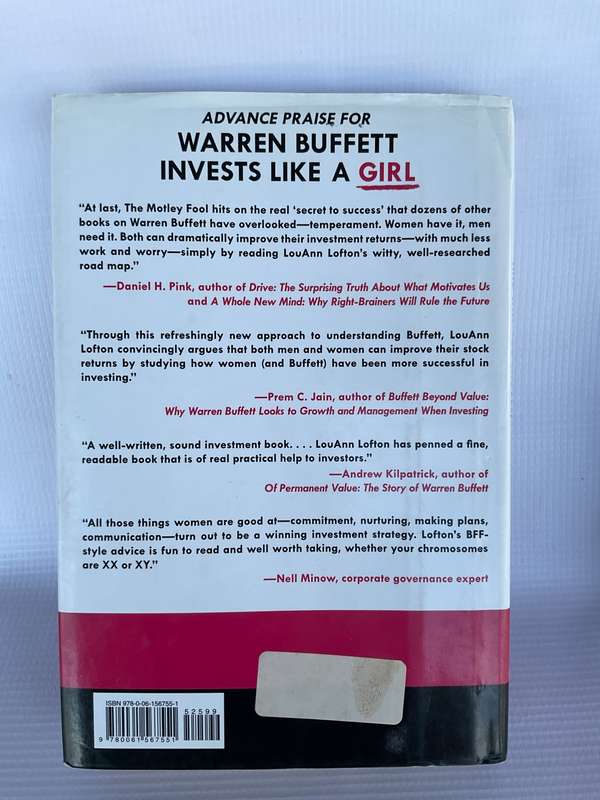 ADVANCE PRAISE FOR
WARREN BUFFETT
INVESTS LIKE A GIRL
“At last, The Motley Fool hits on the real ‘secret to success’ that dozens of other
books on Warren Buffett have overlooked—temperament. Women have it, men
need it. Both can dramatically improve their investment returns—with much less
work and worry—simply by reading LouAnn Lofton's witty, well-researched
road map.”
—Daniel H. Pink, author of Drive: The Surprising Truth About What Motivates Us
and A Whole New Mind: Why Right-Brainers Will Rule the Future
“Through this refreshingly new approach to understanding Buffett, LouAnn
Lofton convincingly argues that both men and women can improve their stock
returns by studying how women (and Buffett) have been more successful in
investing.”
—Prem C. Jain, author of Buffett Beyond Value:
Why Warren Buffett Looks to Growth and Management When Investing
“A well-written, sound investment book. . . . LouAnn Lofton has penned a fine,
readable book that is of real practical help to investors.”
—Andrew Kilpatrick, author of
Of Permanent Value: The Story of Warren Buffett
“All those things women are good at—commitment, nurturing, making plans,
communication—turn out to be a winning investment strategy. Lofton's BFF-
style advice is fun to read and well worth taking, whether your chromosomes
are XX or XY.”
—Nell Minow, corporate governance expert
ISBN 978-0-06-156755-1
52599
9 780061 567551